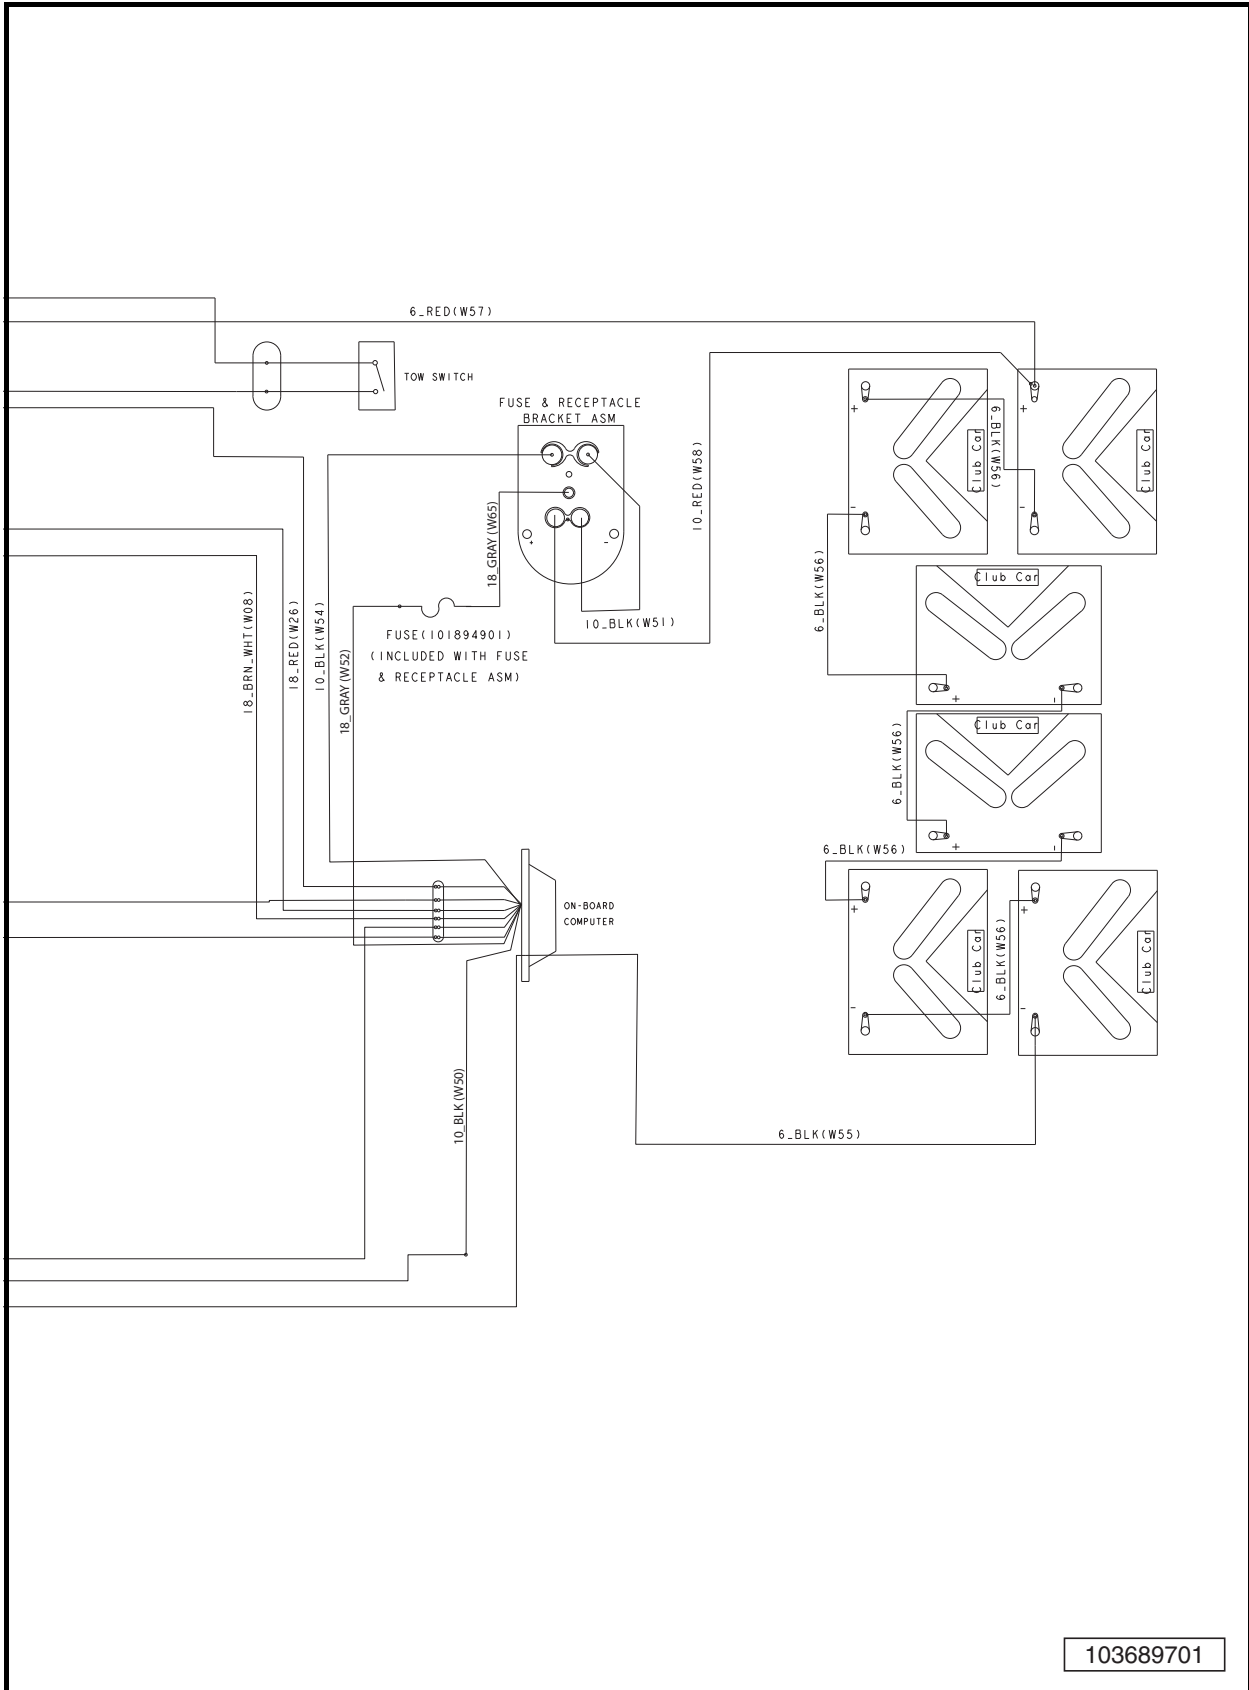 6_RED(W57)
TOW SWITCH
FUSE & RECEPTACLE
BRACKET ASM
+
-
10_RED(W58)
18_GRAY (W65)
10_BLK(W51)
FUSE(101894901)
(INCLUDED WITH FUSE
& RECEPTACLE ASM)
18_BRN_WHT(W08)
18_RED(W26)
10_BLK(W54)
18_GRAY (W52)
+
-
Club Car
6_BLK(W56)
+
-
Club Car
6_BLK(W56)
Club Car
+
-
6_BLK(W56)
Club Car
+
-
6_BLK(W56)
+
-
Club Car
6_BLK(W56)
+
-
Club Car
ON-BOARD
COMPUTER
10_BLK (W50)
6_BLK(W55)
103689701